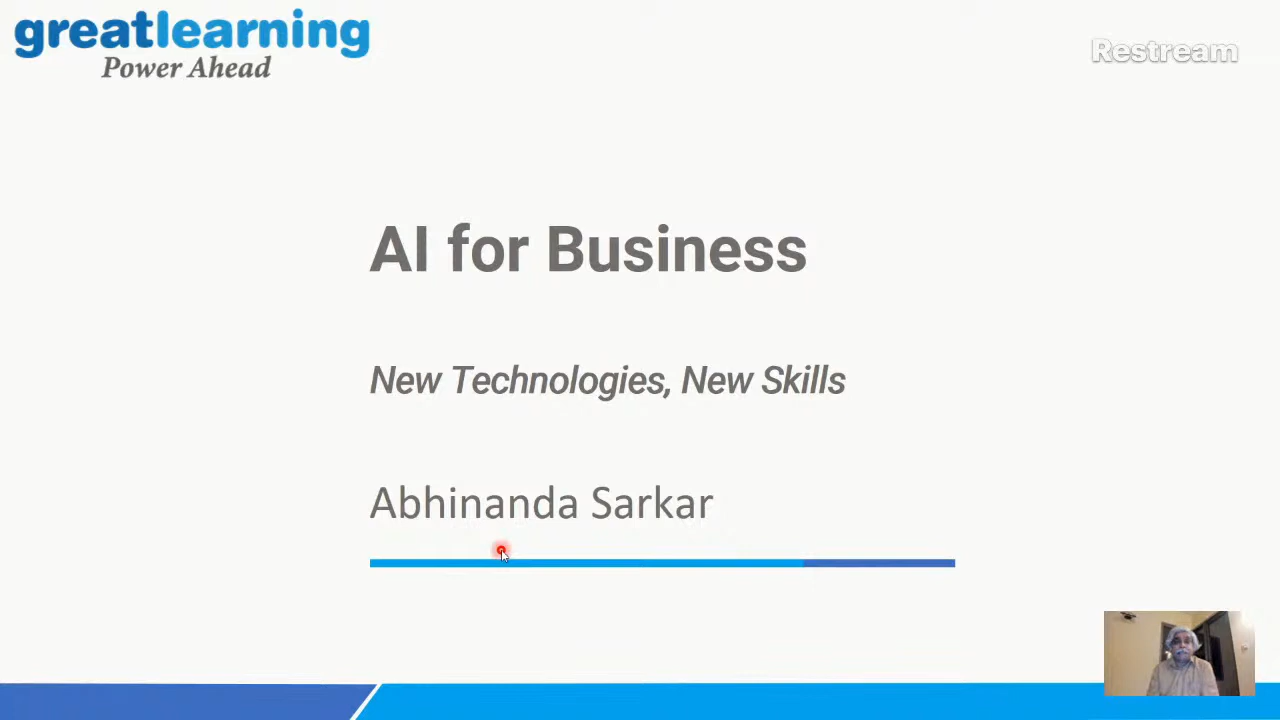 greatlearning
Power Ahead
Restream
AI for Business
New Technologies, New Skills
Abhinanda Sarkar